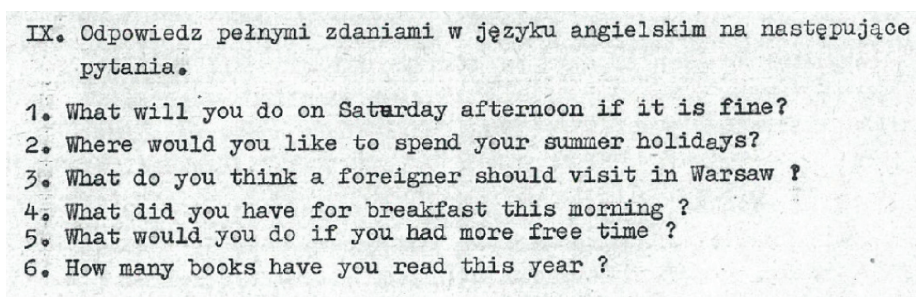 IX. Odpowiedz pełnymi zdaniami w języku angielskim na następujące
pytania.
1. What will you do on Saturday afternoon if it is fine?
2. Where would you like to spend your summer holidays?
3. What do you think a foreigner should visit in Warsaw ?
4. What did you have for breakfast this morning ?
5. What would you do if you had more free time ?
6. How many books have you read this year ?